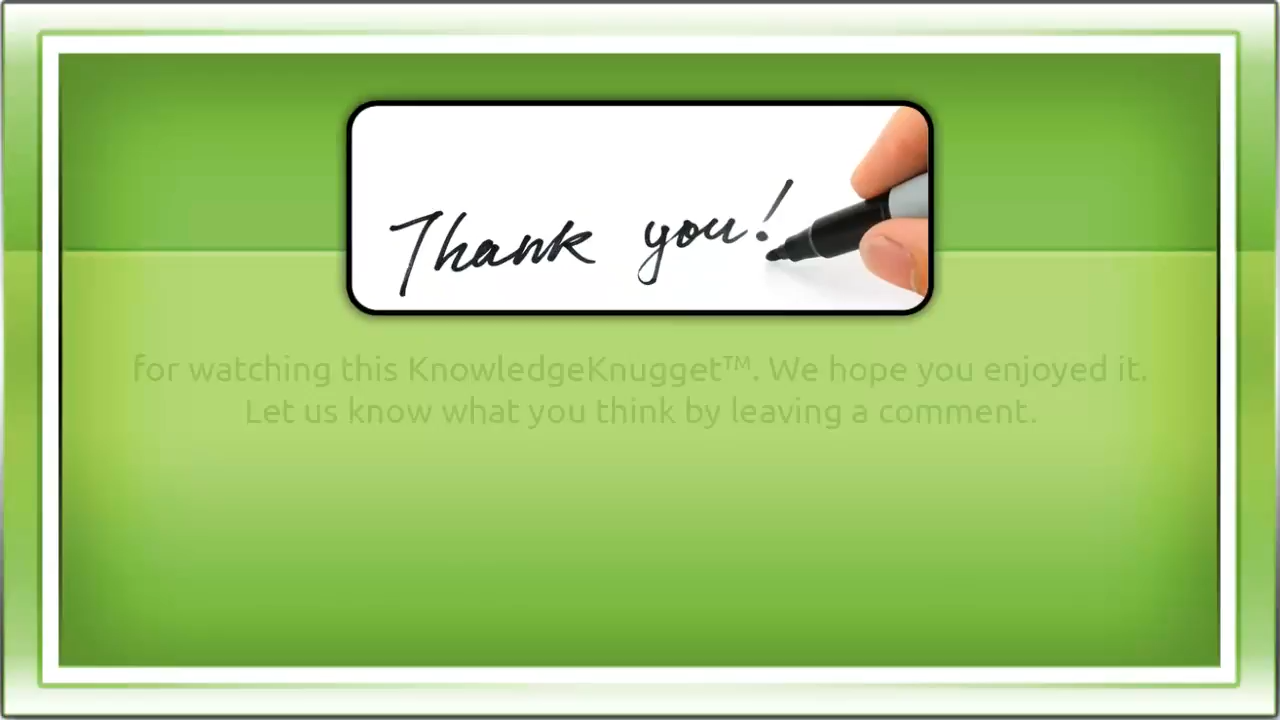 Thank you!
for watching this KnowledgeKnugget™. We hope you enjoyed it.
Let us know what you think by leaving a comment.